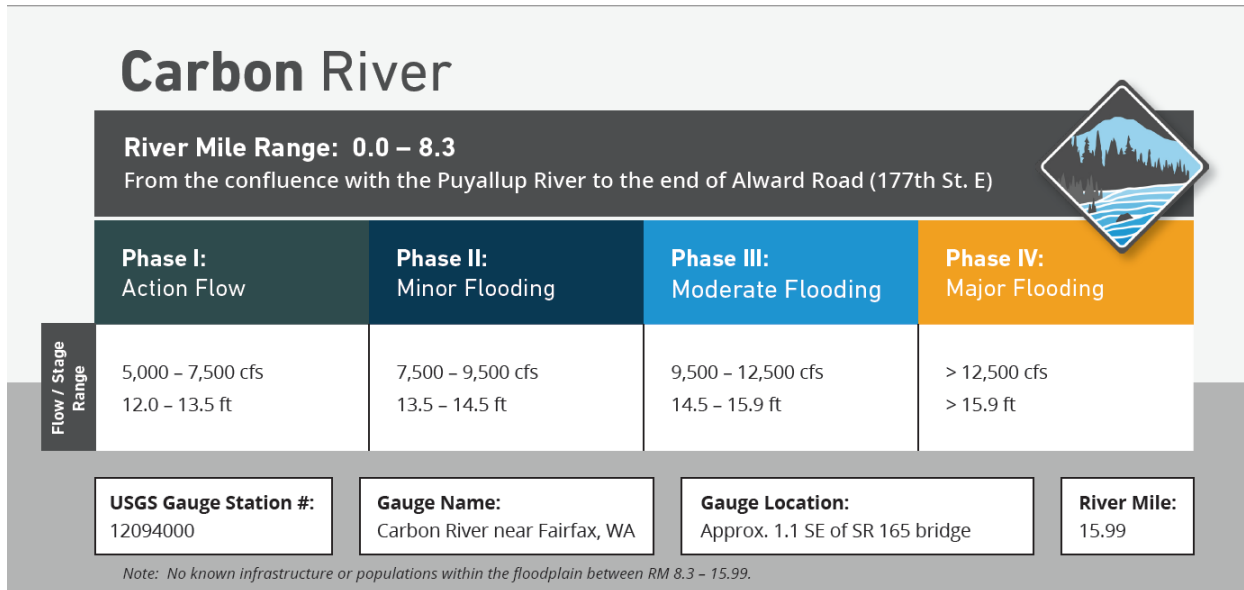 Carbon River
River Mile Range: 0.0 – 8.3
From the confluence with the Puyallup River to the end of Alward Road (177th St. E)
Phase I:
Action Flow
Phase II:
Minor Flooding
Phase III:
Moderate Flooding
Phase IV:
Major Flooding
Flow / Stage
Range
5,000 – 7,500 cfs
12.0 – 13.5 ft
7,500 – 9,500 cfs
13.5 – 14.5 ft
9,500 – 12,500 cfs
14.5 – 15.9 ft
> 12,500 cfs
> 15.9 ft
USGS Gauge Station #:
12094000
Gauge Name:
Carbon River near Fairfax, WA
Gauge Location:
Approx. 1.1 SE of SR 165 bridge
River Mile:
15.99
Note: No known infrastructure or populations within the floodplain between RM 8.3 – 15.99.